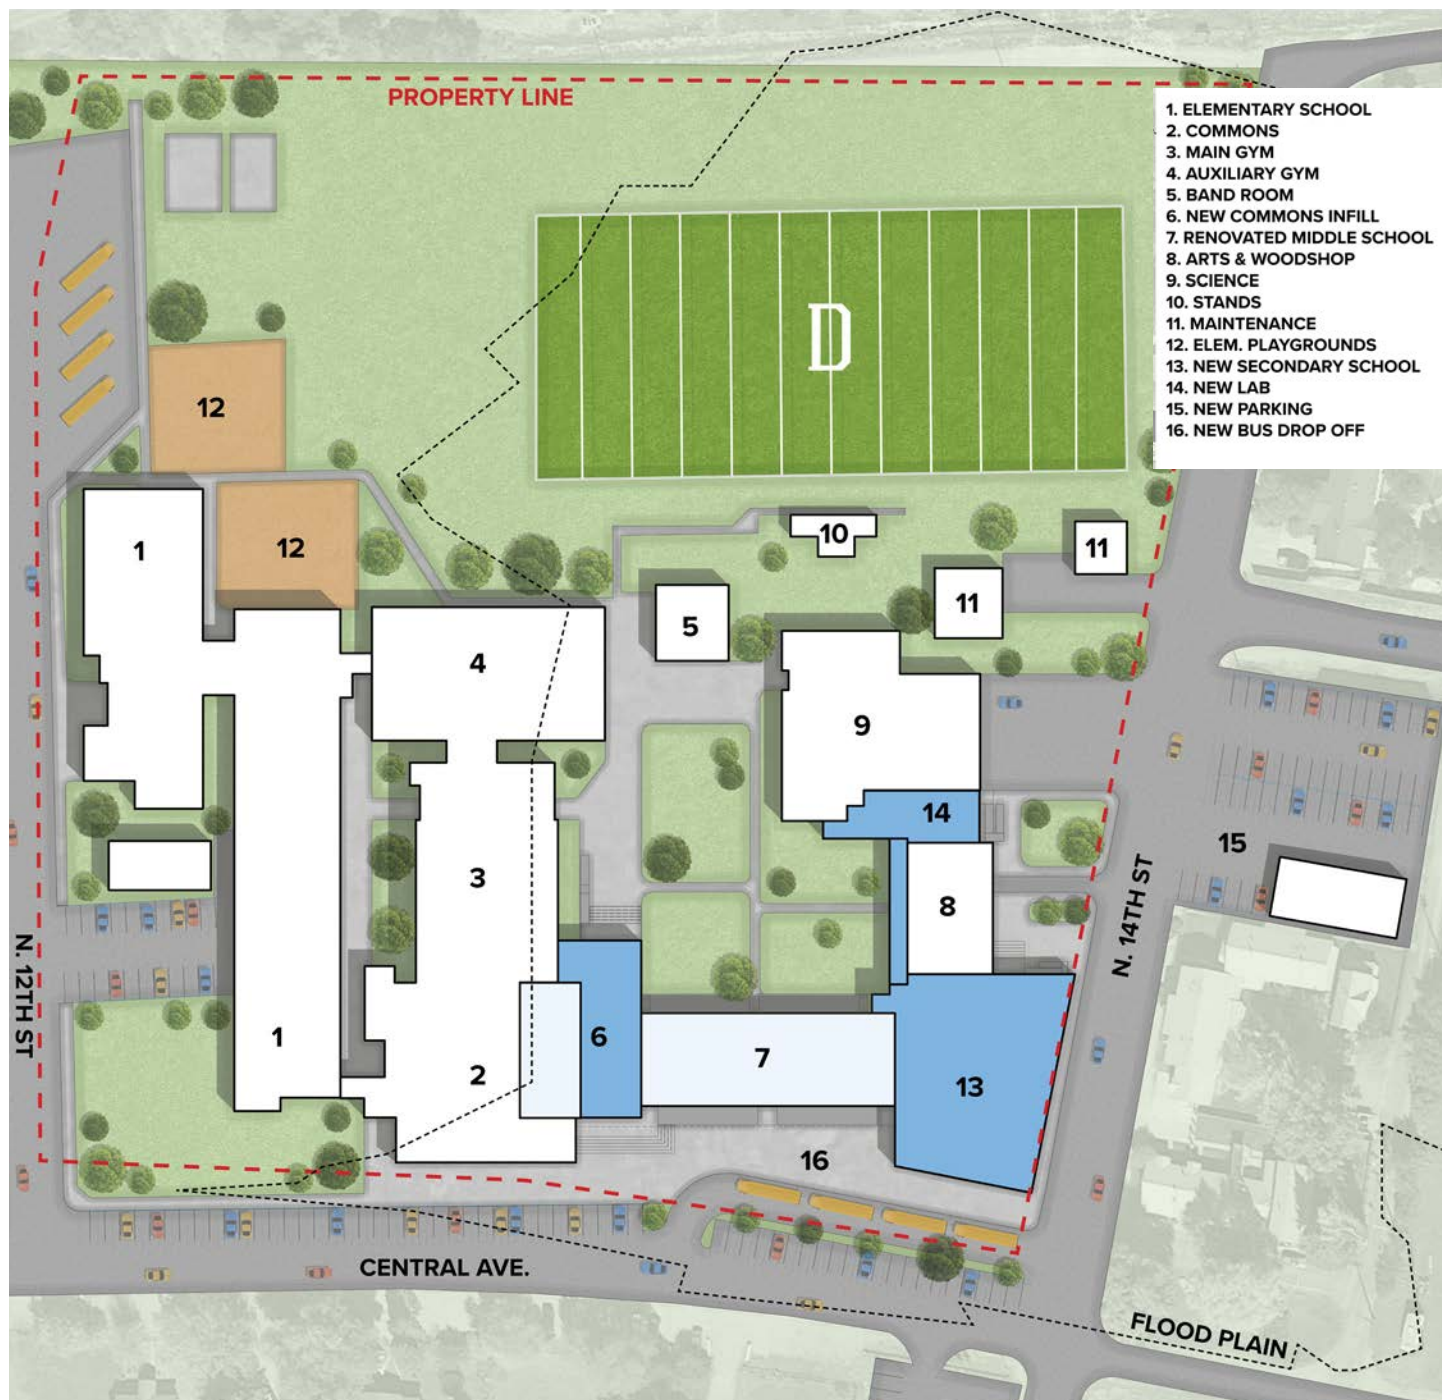 PROPERTY LINE
1. ELEMENTARY SCHOOL
2. COMMONS
3. MAIN GYM
4. AUXILIARY GYM
5. BAND ROOM
6. NEW COMMONS INFILL
7. RENOVATED MIDDLE SCHOOL
8. ARTS & WOODSHOP
9. SCIENCE
10. STANDS
11. MAINTENANCE
12. ELEM. PLAYGROUNDS
13. NEW SECONDARY SCHOOL
14. NEW LAB
15. NEW PARKING
16. NEW BUS DROP OFF
D
12
1
12
10
11
11
5
4
9
14
15
3
8
N. 14TH ST
N. 12TH ST
1
6
7
2
13
16
CENTRAL AVE.
FLOOD PLAIN